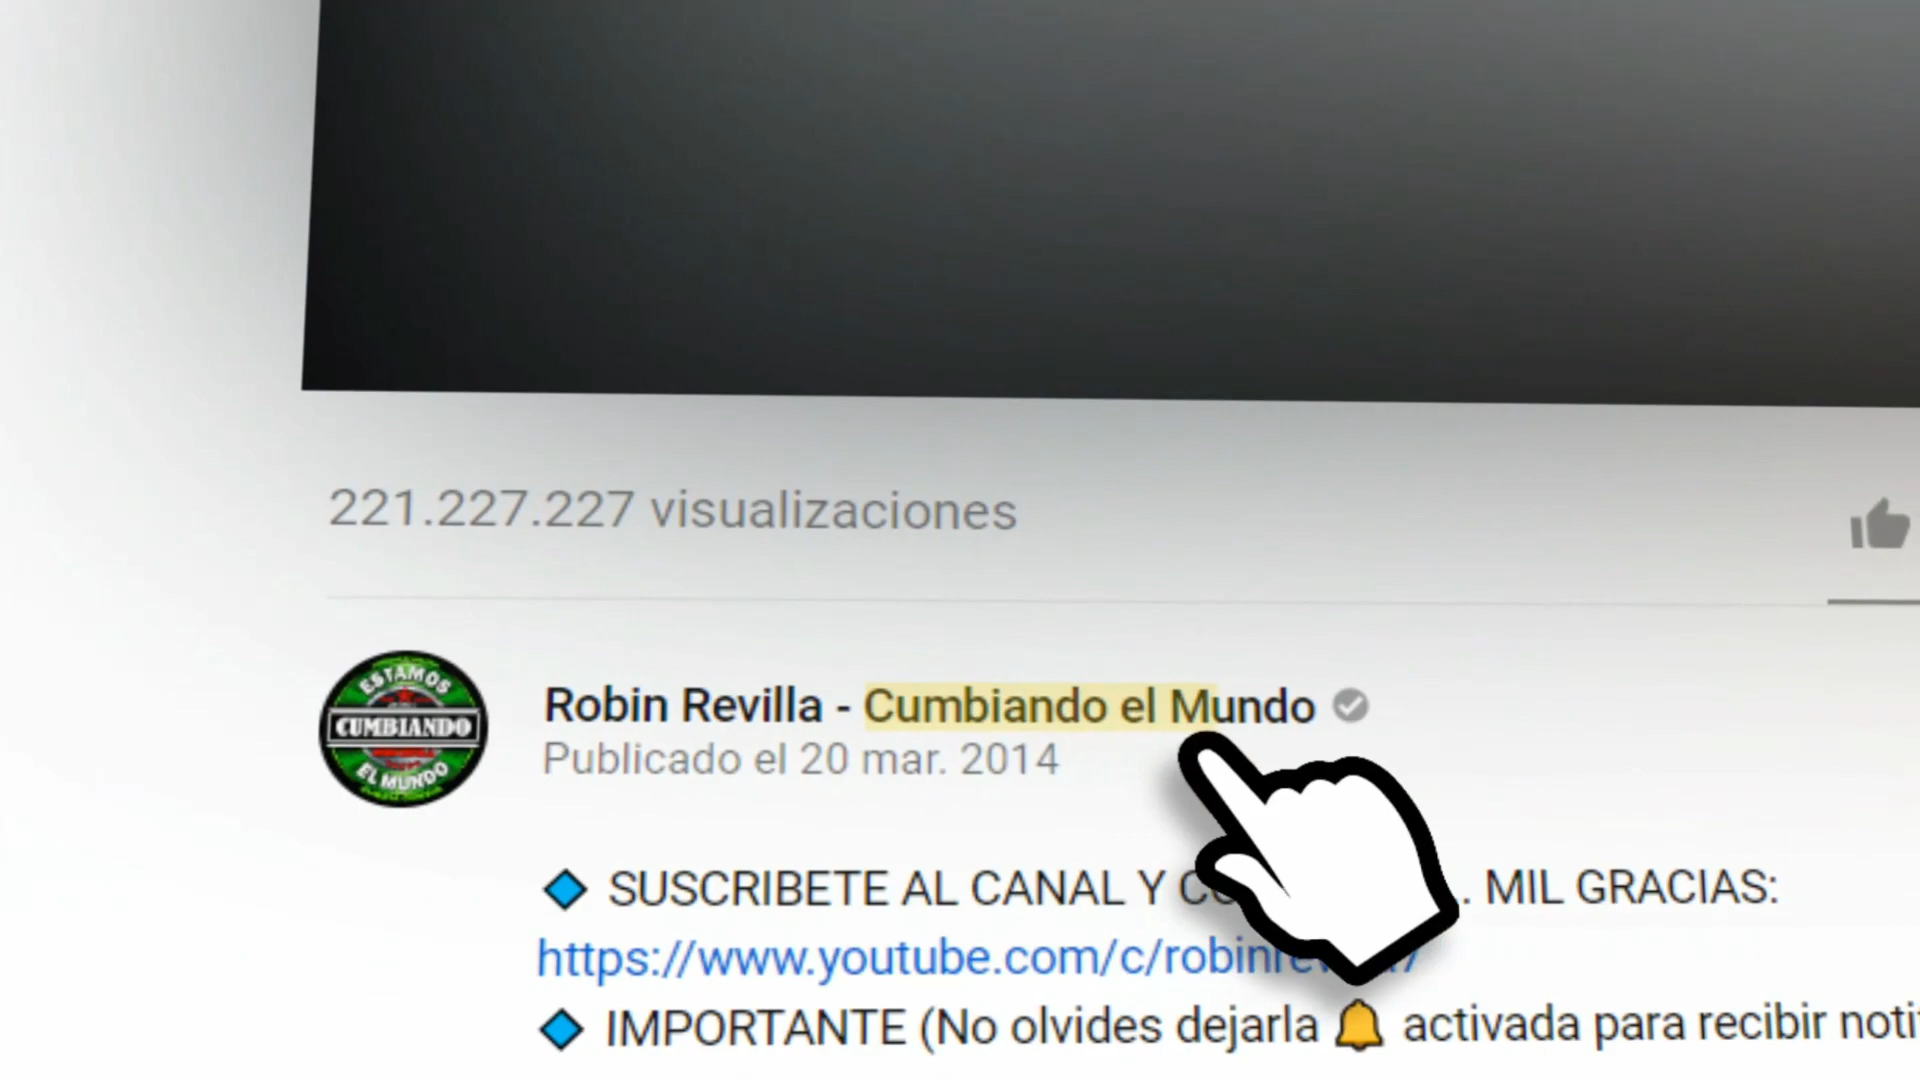 221.227.227 visualizaciones
ESTAMOS
CUMBIANDO
EL MUNDO
Robin Revilla - Cumbiando el Mundo
Publicado el 20 mar. 2014
SUSCRIBETE AL CANAL Y MIL GRACIAS:
https://www.youtube.com/c/robinrevilla/
IMPORTANTE (No olvides dejarla 🔔 activada para recibir noti